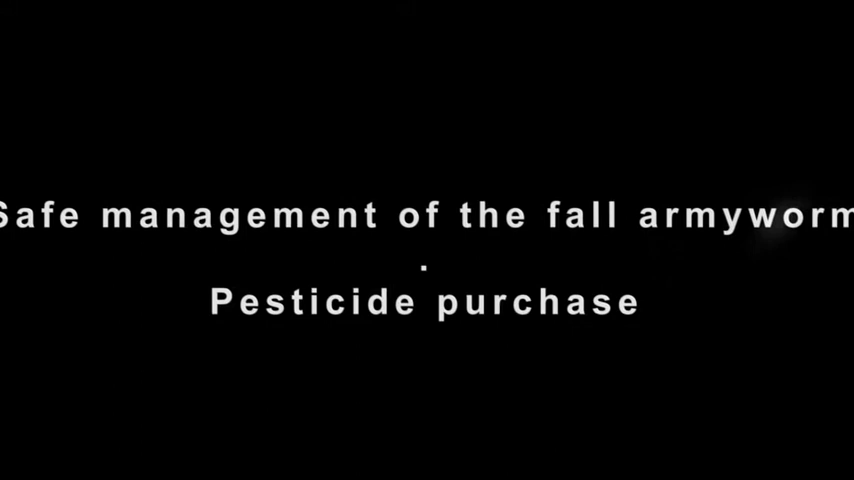 Safe management of the fall armyworm
.
Pesticide purchase